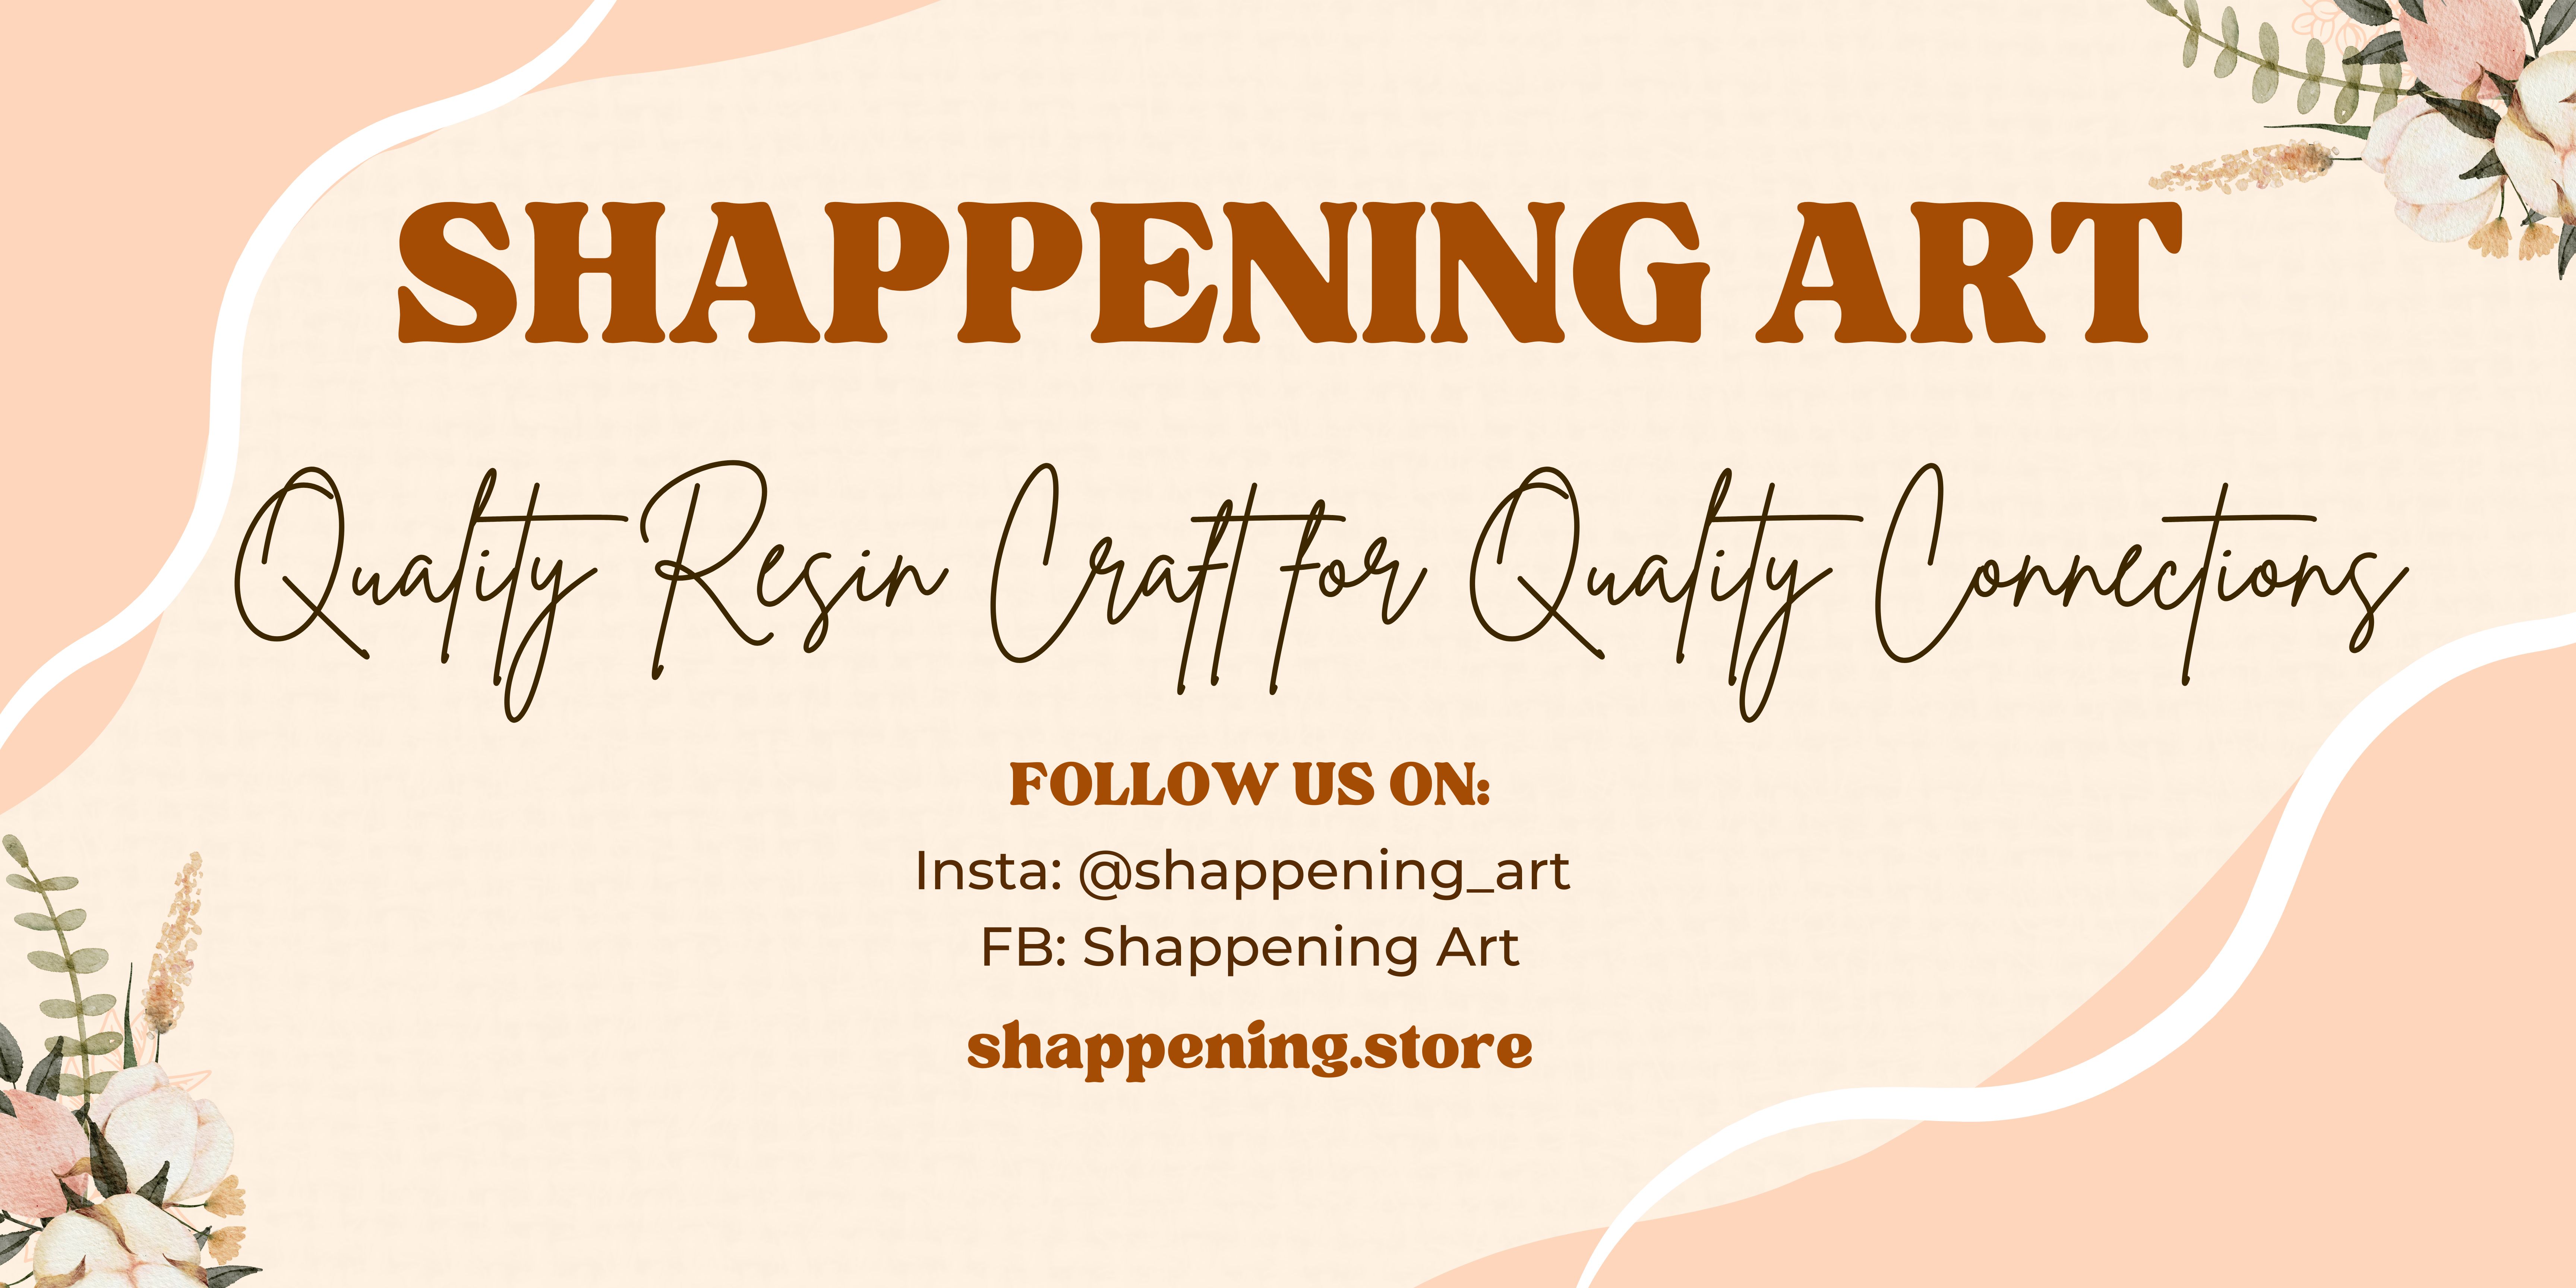 SHAPPENING ART
Quality Resin Craft for Quality Connections
FOLLOW US ON:
Insta: @shappening_art
FB: Shappening Art
shappening.store